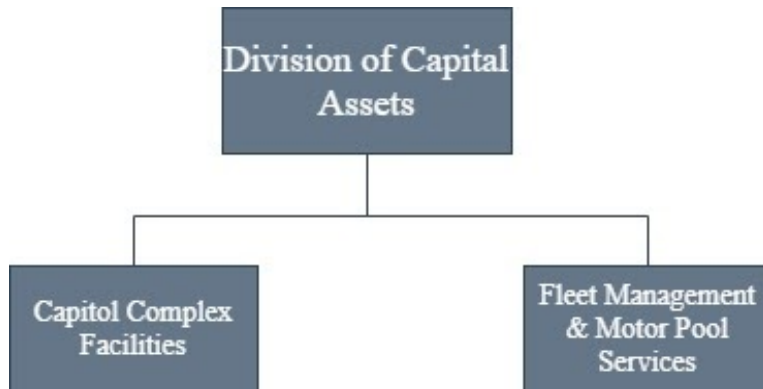 Division of Capital
Assets
Capitol Complex
Facilities
Fleet Management
& Motor Pool
Services